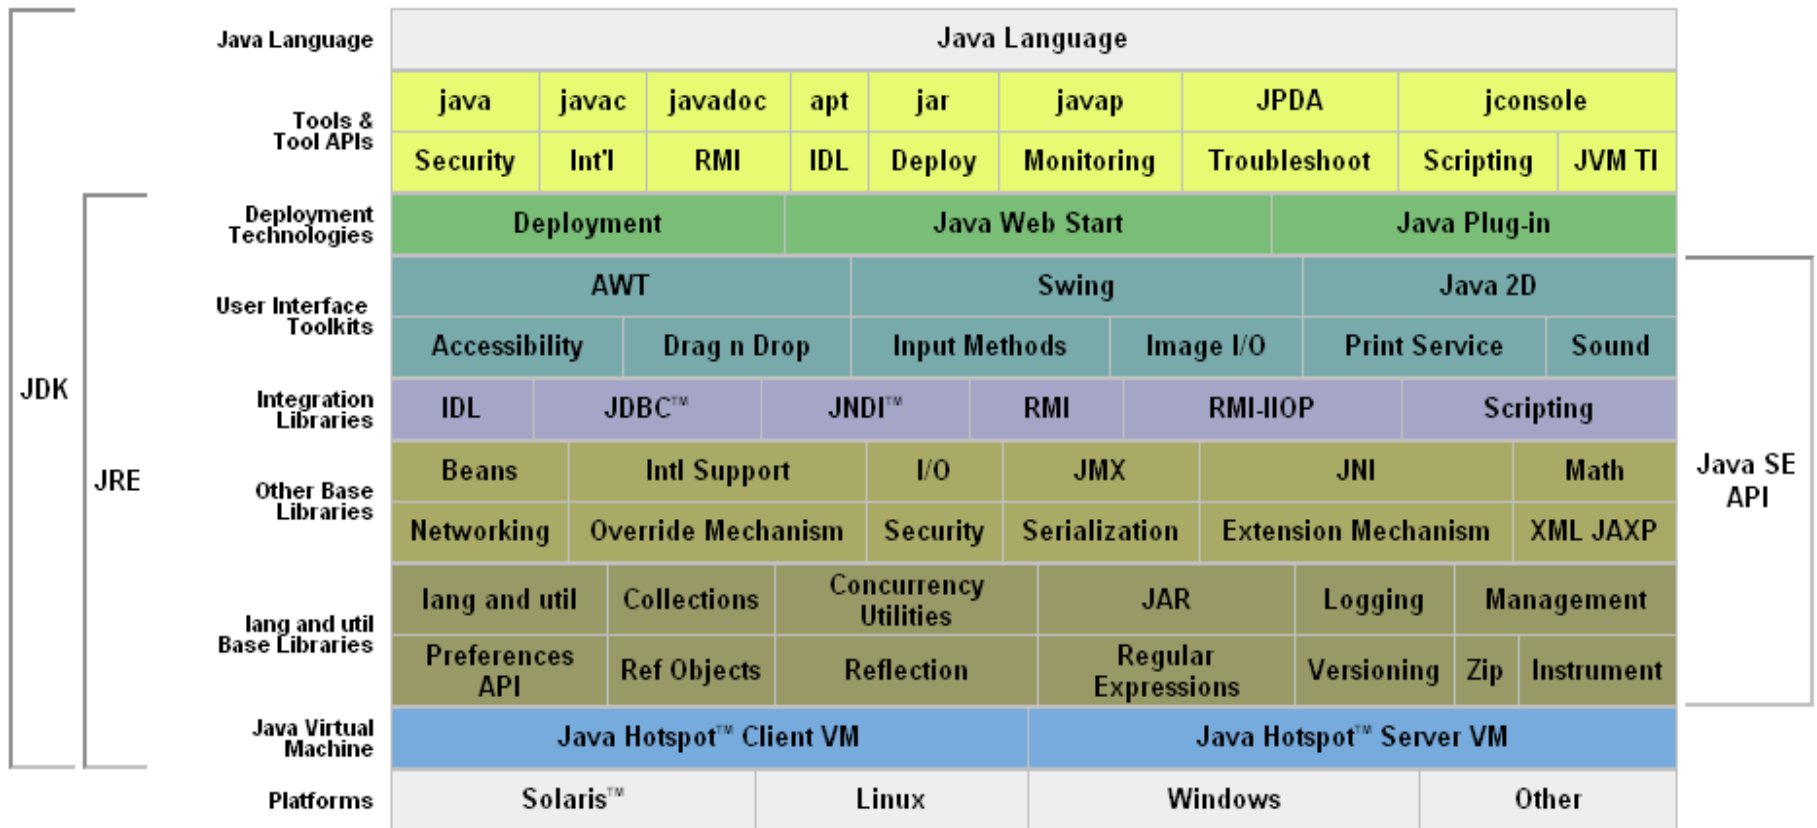 Java Language
Java Language
Tools &
Tool APIs
java javac javadoc apt jar javap JPDA jconsole
Security Int'l RMI IDL Deploy Monitoring Troubleshoot Scripting JVM TI
Deployment
Technologies
Deployment Java Web Start Java Plug-in
User Interface
Toolkits
AWT Swing Java 2D
Accessibility Drag n Drop Input Methods Image I/O Print Service Sound
JDK
Integration
Libraries
IDL JDBC™ JNDI™ RMI RMI-IIOP Scripting
JRE
Other Base
Libraries
Beans Intl Support I/O JMX JNI Math
Networking Override Mechanism Security Serialization Extension Mechanism XML JAXP
Java SE
API
lang and util
Base Libraries
lang and util Collections Concurrency
Utilities JAR Logging Management
Preferences
API Ref Objects Reflection Regular
Expressions Versioning Zip Instrument
Java Virtual
Machine
Java Hotspot™ Client VM Java Hotspot™ Server VM
Platforms
Solaris™ Linux Windows Other